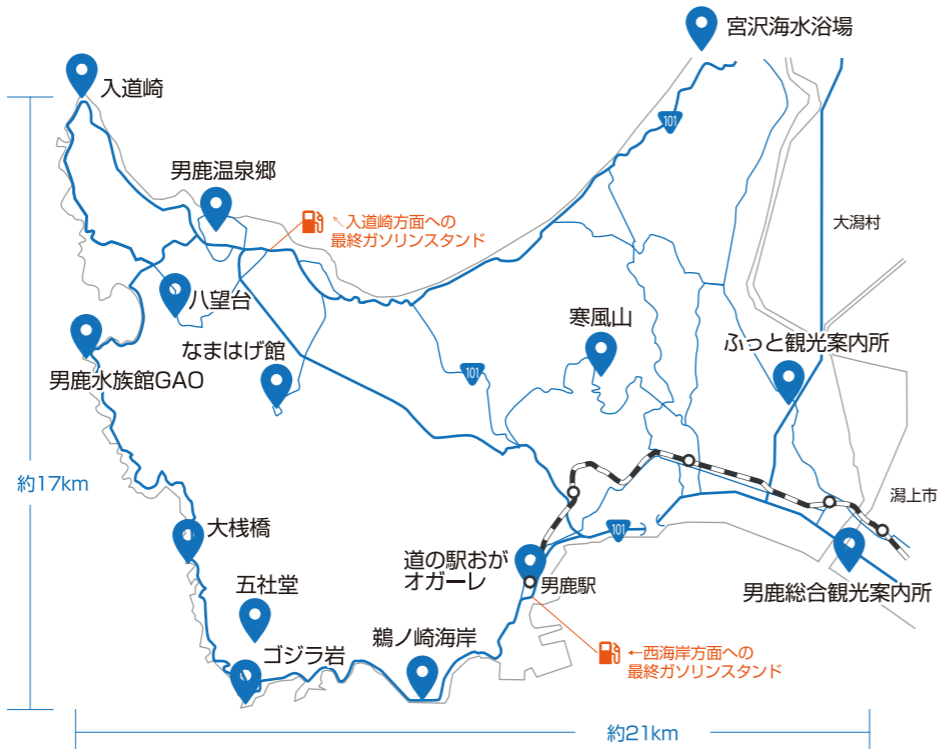 宮沢海水浴場
入道崎
101
男鹿温泉郷
↖入道崎方面への
最終ガソリンスタンド
大潟村
八望台
寒風山
ふっと観光案内所
なまはげ館
101
男鹿水族館GAO
約17km
潟上市
大桟橋
101
道の駅おが
オガーレ
男鹿駅
男鹿総合観光案内所
五社堂
鵜ノ崎海岸
ゴジラ岩
←西海岸方面への
最終ガソリンスタンド
約21km